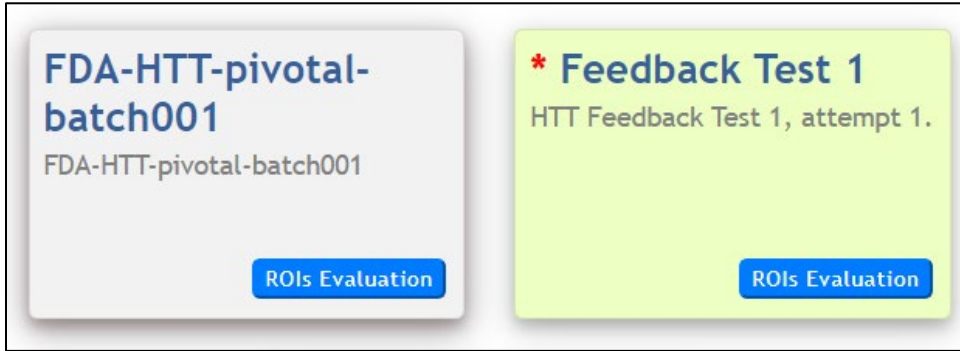 FDA-HTT-pivotal-
batch001
FDA-HTT-pivotal-batch001
ROIs Evaluation
* Feedback Test 1
HTT Feedback Test 1, attempt 1.
ROIs Evaluation